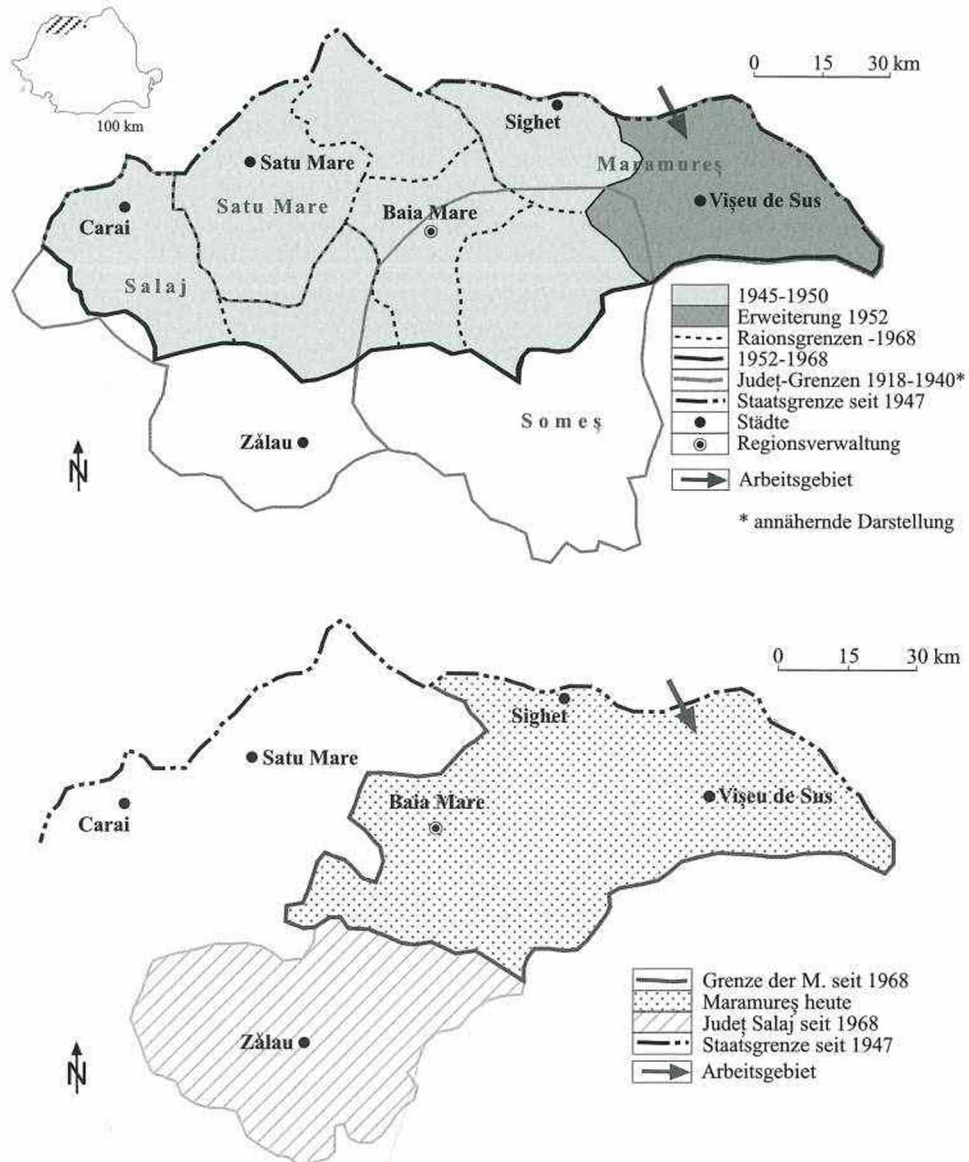 100 km
0 15 30 km
Sighet
Maramureș
Satu Mare
Vișeu de Sus
Satu Mare
Baia Mare
Carai
Salaj
1945-1950
Erweiterung 1952
Raionsgrenzen -1968
1952-1968
Județ-Grenzen 1918-1940*
Staatsgrenze seit 1947
Städte
Regionsverwaltung
Arbeitsgebiet
* annähernde Darstellung
Someș
Zălau
N
0 15 30 km
Sighet
Satu Mare
Baia Mare
Vișeu de Sus
Carai
Grenze der M. seit 1968
Maramureș heute
Județ Salaj seit 1968
Staatsgrenze seit 1947
Arbeitsgebiet
Zălau
N